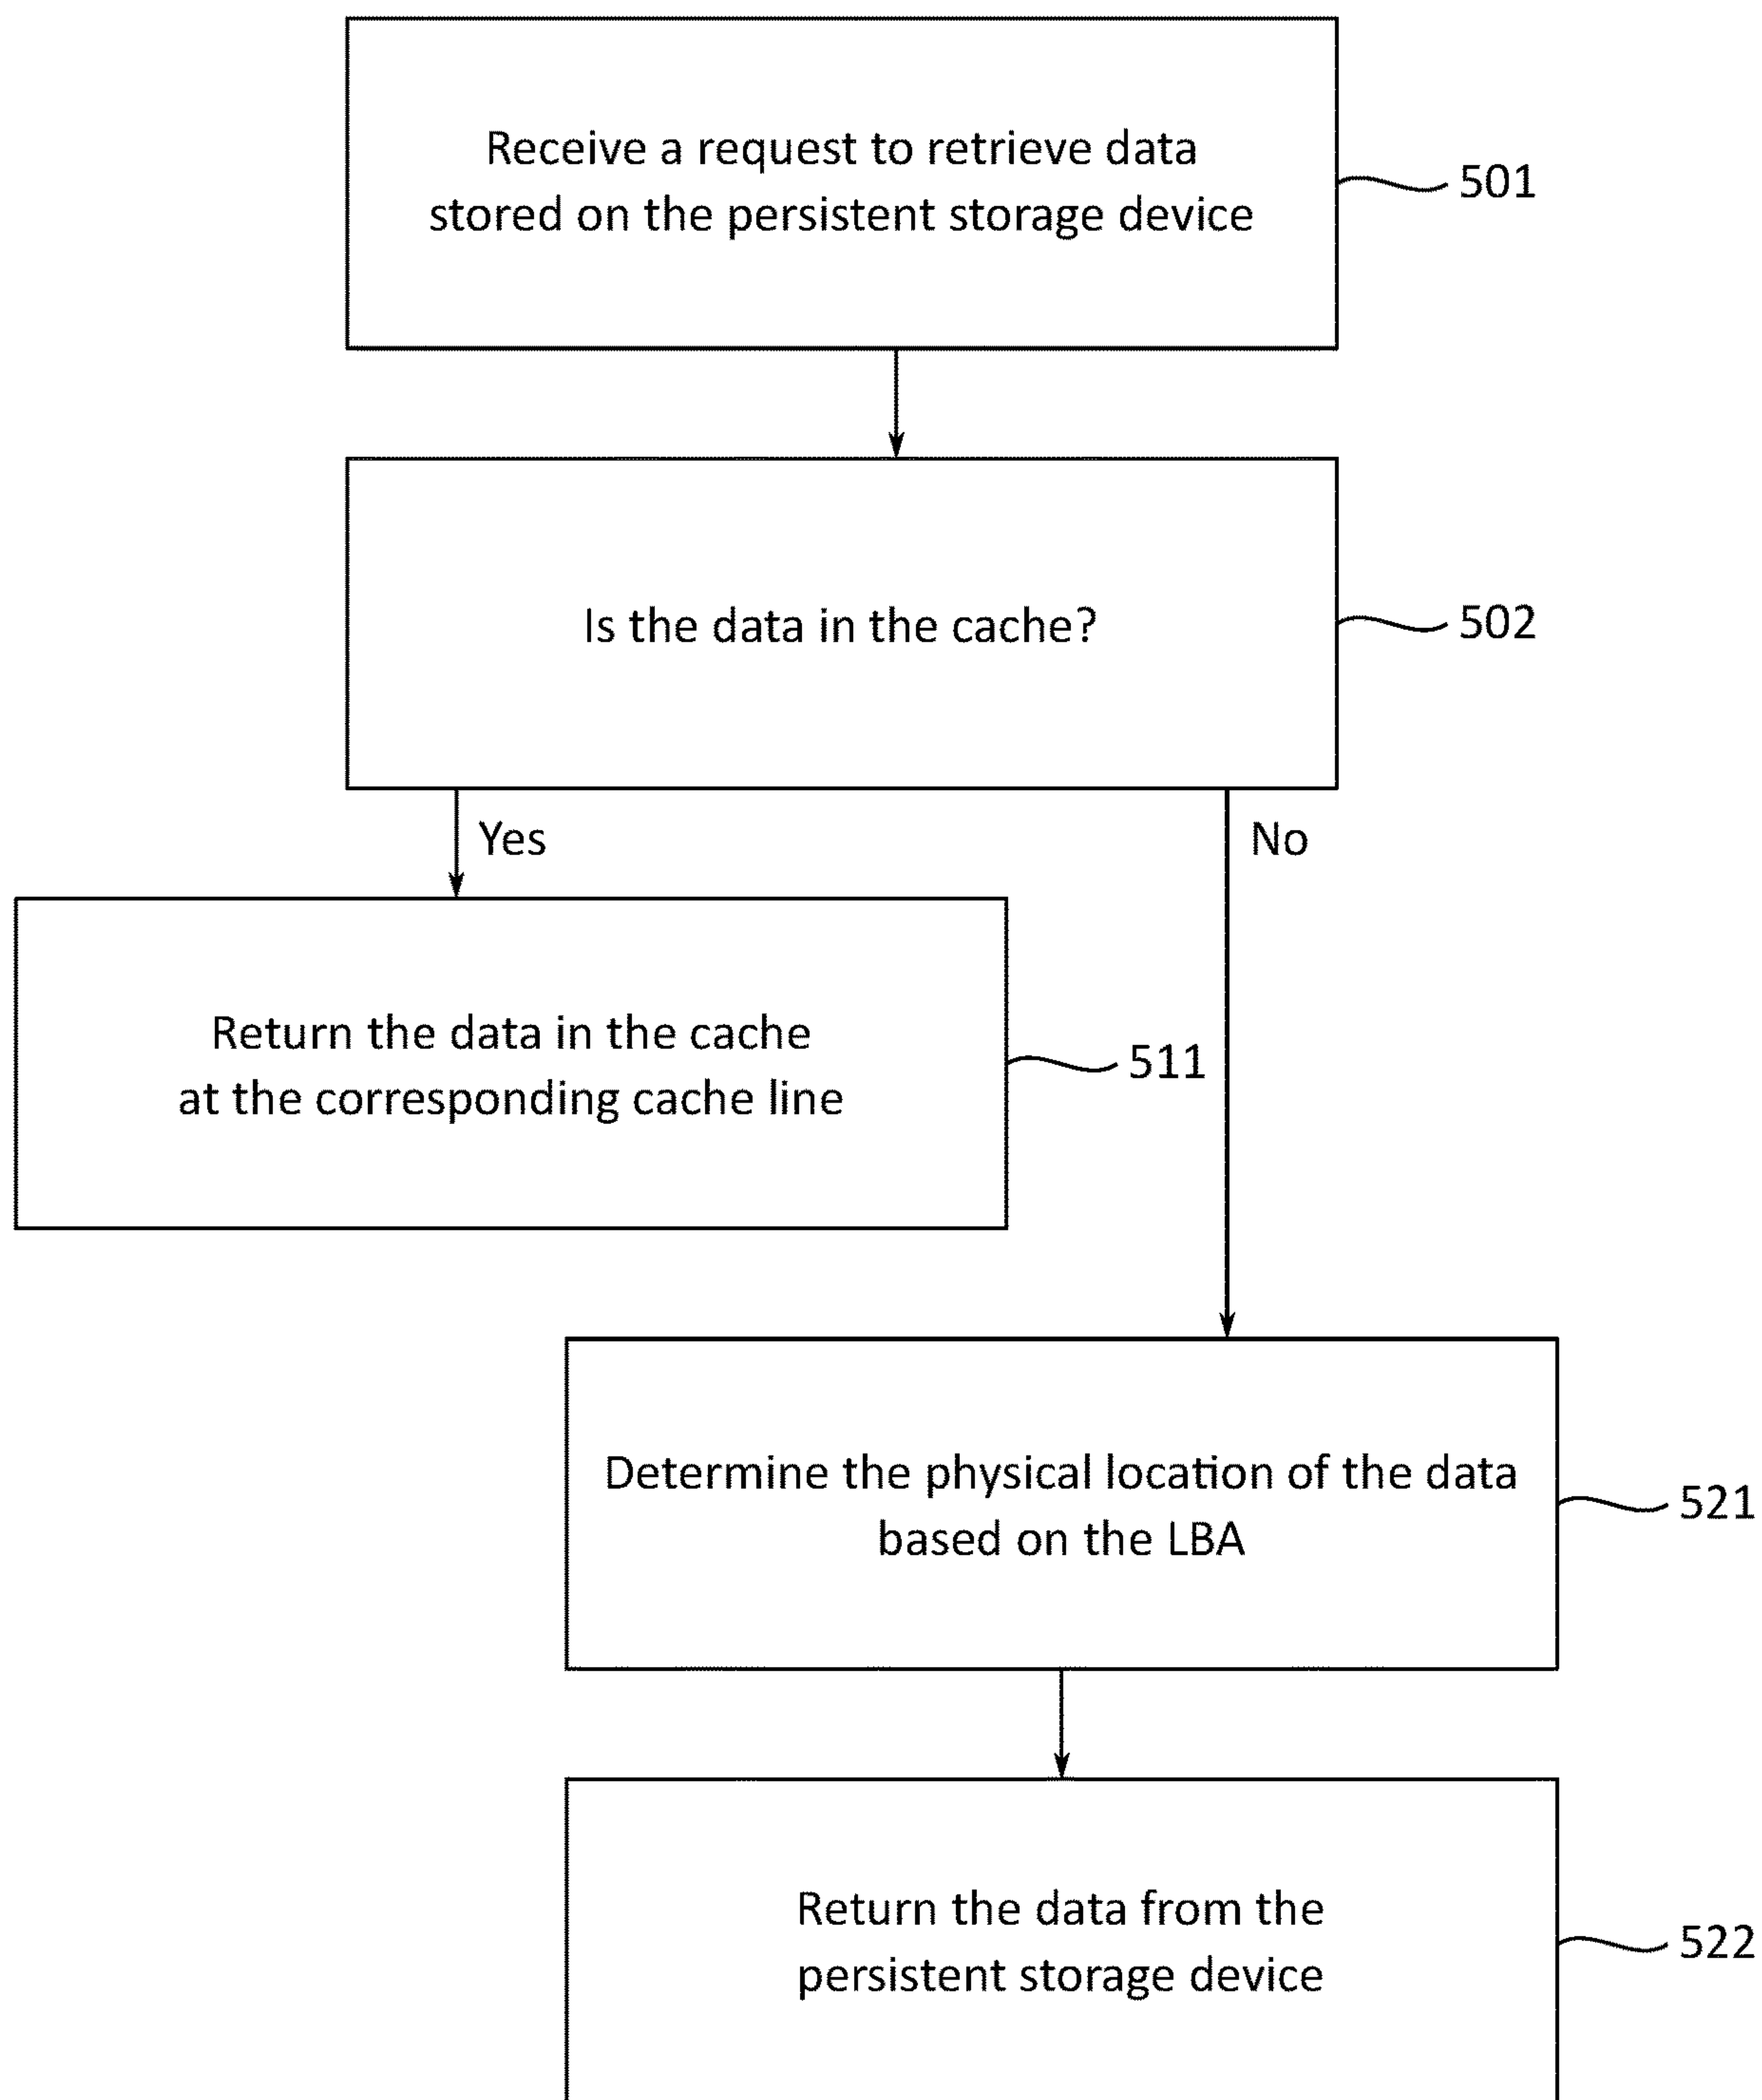 Receive a request to retrieve data
stored on the persistent storage device
501
Is the data in the cache?
502
Yes
No
Return the data in the cache
at the corresponding cache line
511
Determine the physical location of the data
based on the LBA
521
Return the data from the
persistent storage device
522